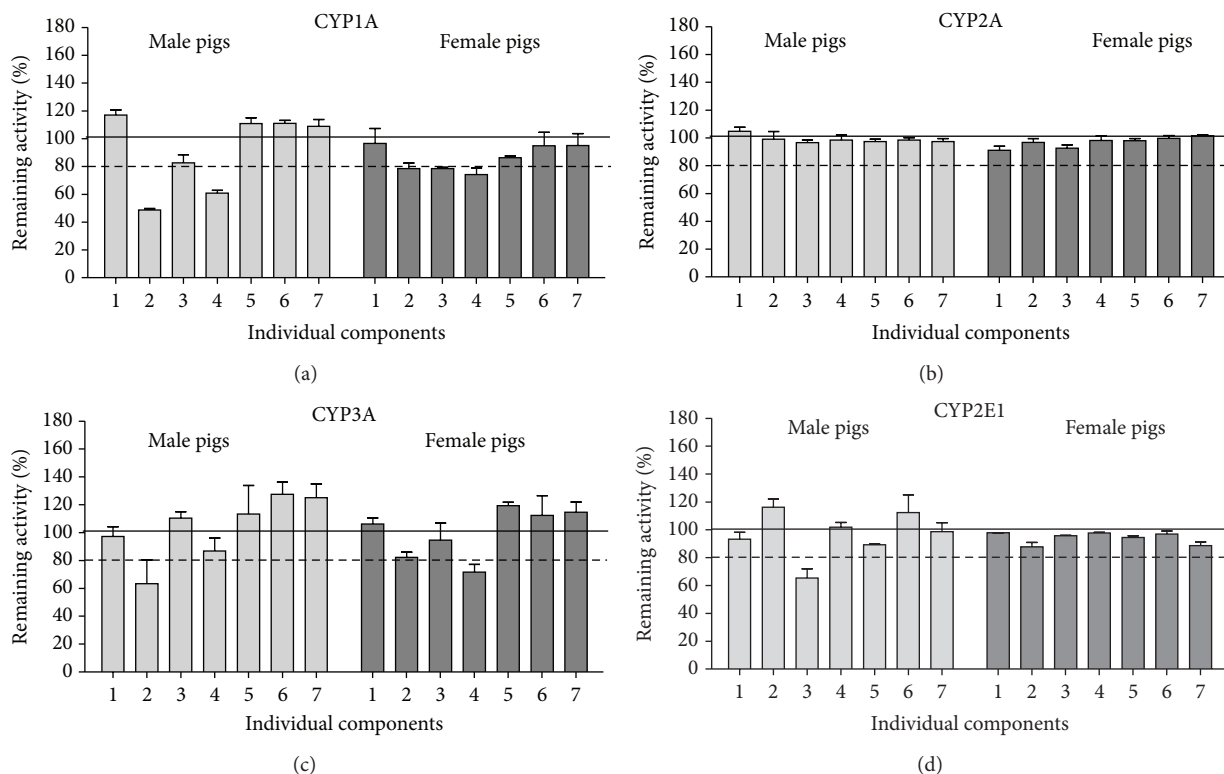 CYP1A
Male pigs Female pigs
Remaining activity (%)
180
160
140
120
100
80
60
40
20
0
1 2 3 4 5 6 7 1 2 3 4 5 6 7
Individual components
(a)
CYP2A
Male pigs Female pigs
Remaining activity (%)
180
160
140
120
100
80
60
40
20
0
1 2 3 4 5 6 7 1 2 3 4 5 6 7
Individual components
(b)
CYP3A
Male pigs Female pigs
Remaining activity (%)
180
160
140
120
100
80
60
40
20
0
1 2 3 4 5 6 7 1 2 3 4 5 6 7
Individual components
(c)
CYP2E1
Male pigs Female pigs
Remaining activity (%)
180
160
140
120
100
80
60
40
20
0
1 2 3 4 5 6 7 1 2 3 4 5 6 7
Individual components
(d)